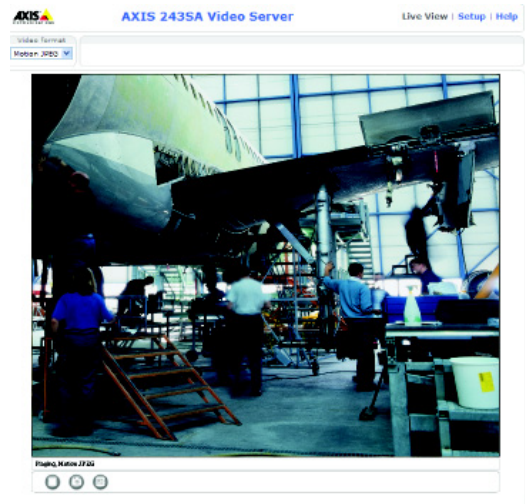 AXIS
AXIS 243SA Video Server
Live View | Setup | Help
Video format
Motion JPEG
Playing, Motion JPEG